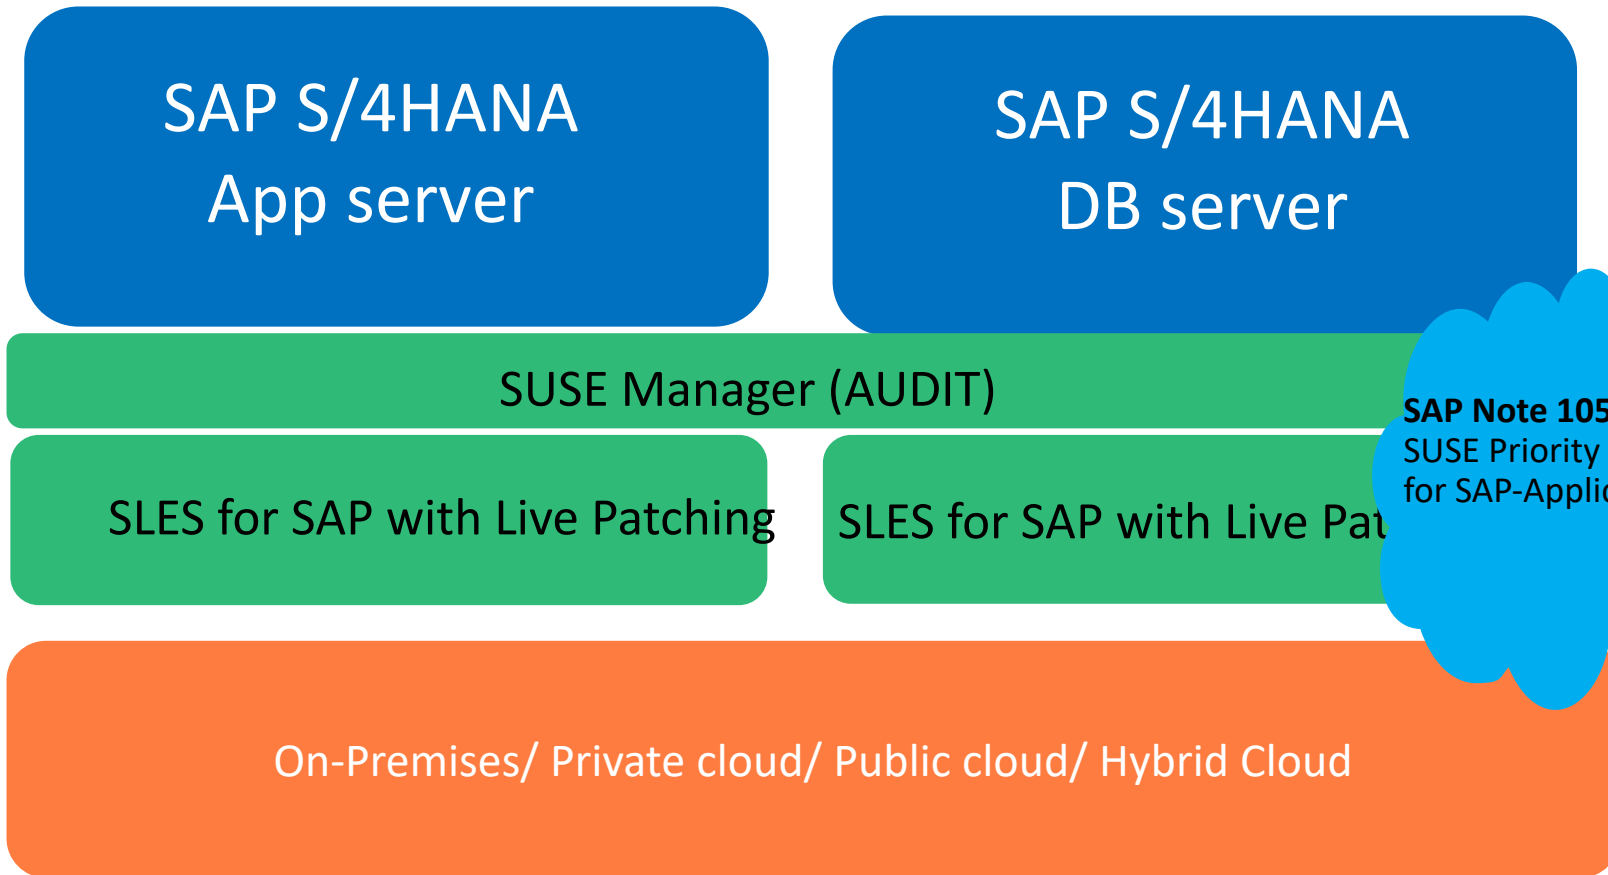 SAP S/4HANA
App server
SAP S/4HANA
DB server
SUSE Manager (AUDIT)
SAP Note 105
SUSE Priority
for SAP-Applic
SLES for SAP with Live Patching
SLES for SAP with Live Pat
On-Premises/ Private cloud/ Public cloud/ Hybrid Cloud